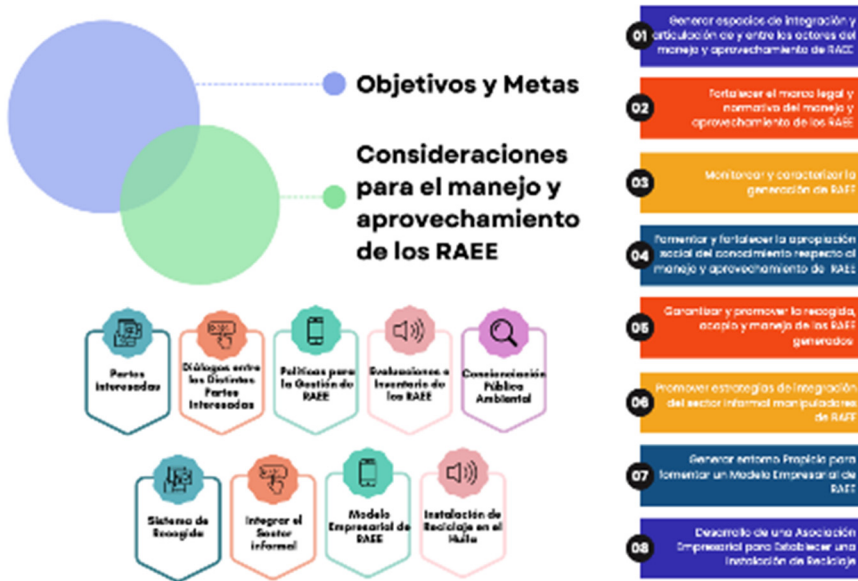 Objetivos y Metas
Consideraciones
para el manejo y
aprovechamiento
de los RAEE
Partes
interesadas
Diálogos entre
las Distintas
Partes
Interesadas
Políticas para
la Gestión de
RAEE
Evaluaciones e
Inventario de
los RAEE
Concienciación
Pública
Ambiental
Sistema de
Recogida
Integrar el
Sector
informal
Modelo
Empresarial de
RAEE
Instalación de
Reciclaje en el
Huila
01
Generar espacios de integración y
articulación de y entre los actores del
manejo y aprovechamiento de RAEE
02
Fortalecer el marco legal y
normativo del manejo y
aprovechamiento de los RAEE
03
Monitorear y caracterizar la
generación de RAEE
04
Fomentar y fortalecer la apropiación
social del conocimiento respecto al
manejo y aprovechamiento de RAEE
05
Garantizar y promover la recogida,
acopio y manejo de los RAEE
generados
06
Promover estrategias de integración
del sector informal manipuladores
de RAEE
07
Generar entorno Propicio para
fomentar un Modelo Empresarial de
RAEE
08
Desarrollo de una Asociación
Empresarial para Establecer una
Instalación de Reciclaje